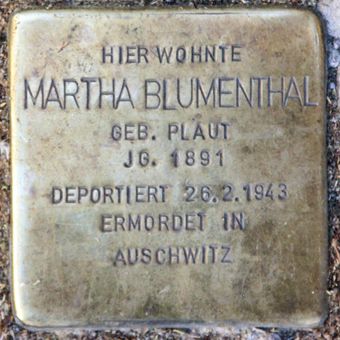 HIER WOHNTE
MARTHA BLUMENTHAL
GEB. PLAUT
JG. 1891
DEPORTIERT 26.2.1943
ERMORDET IN
AUSCHWITZ